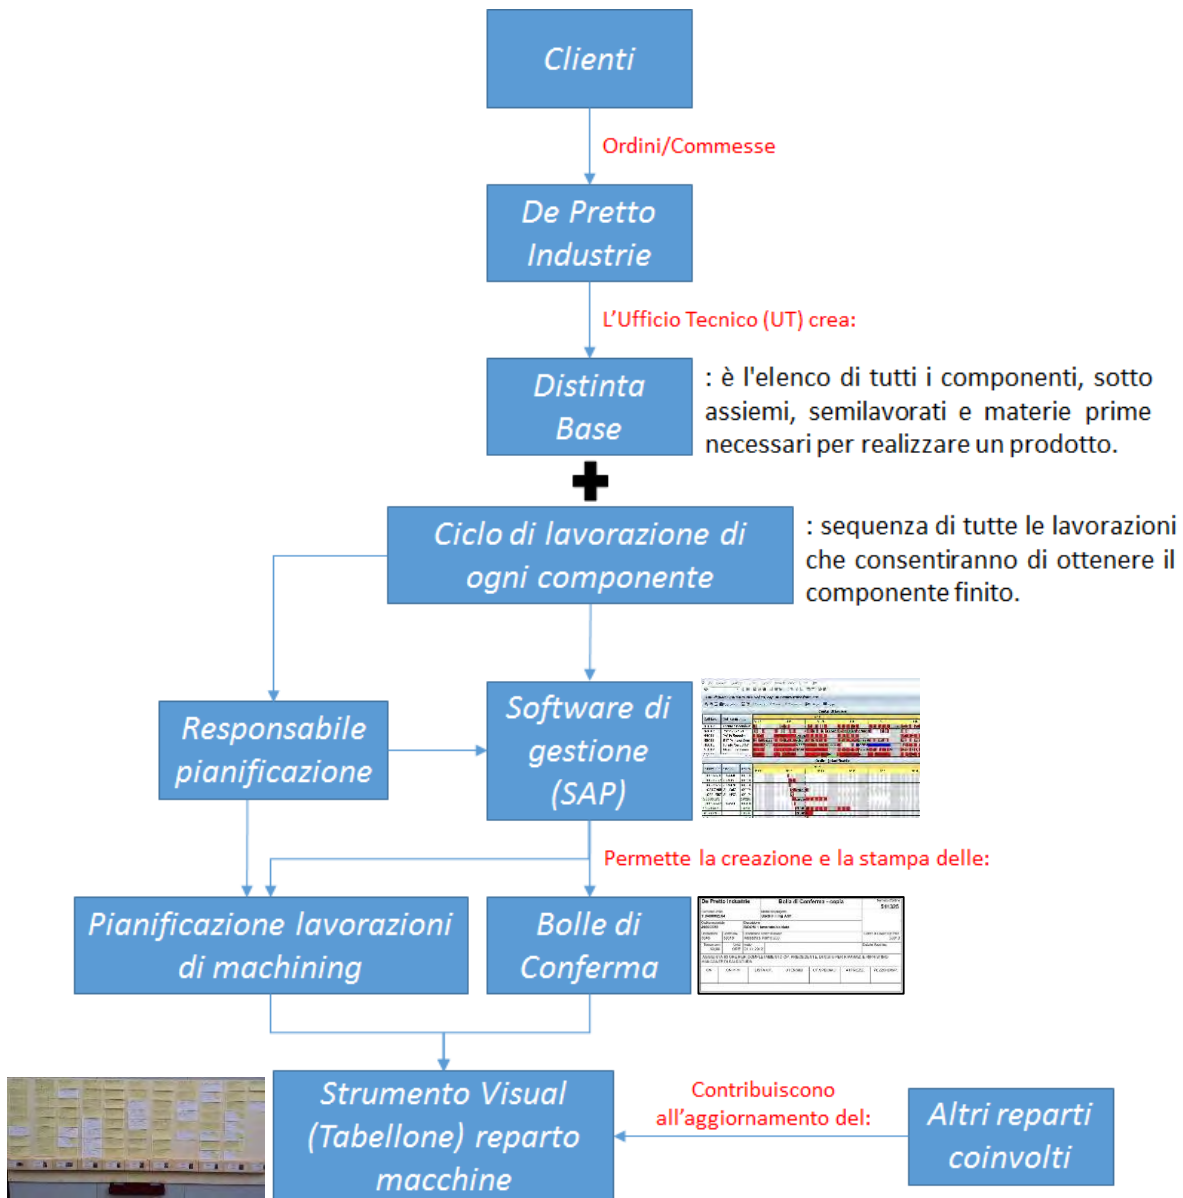 Clienti
Ordini/Commesse
De Pretto
Industrie
L'Ufficio Tecnico (UT) crea:
Distinta
Base
: è l'elenco di tutti i componenti, sotto
assiemi, semilavorati e materie prime
necessari per realizzare un prodotto.
Ciclo di lavorazione di
ogni componente
: sequenza di tutte le lavorazioni
che consentiranno di ottenere il
componente finito.
Responsabile
pianificazione
Software di
gestione
(SAP)
Permette la creazione e la stampa delle:
Pianificazione lavorazioni
di machining
Bolle di
Conferma
De Pretto Industrie
Bolla di Conferma - copia
511325
Strumento Visual
(Tabellone) reparto
macchine
Contribuiscono
all'aggiornamento del:
Altri reparti
coinvolti